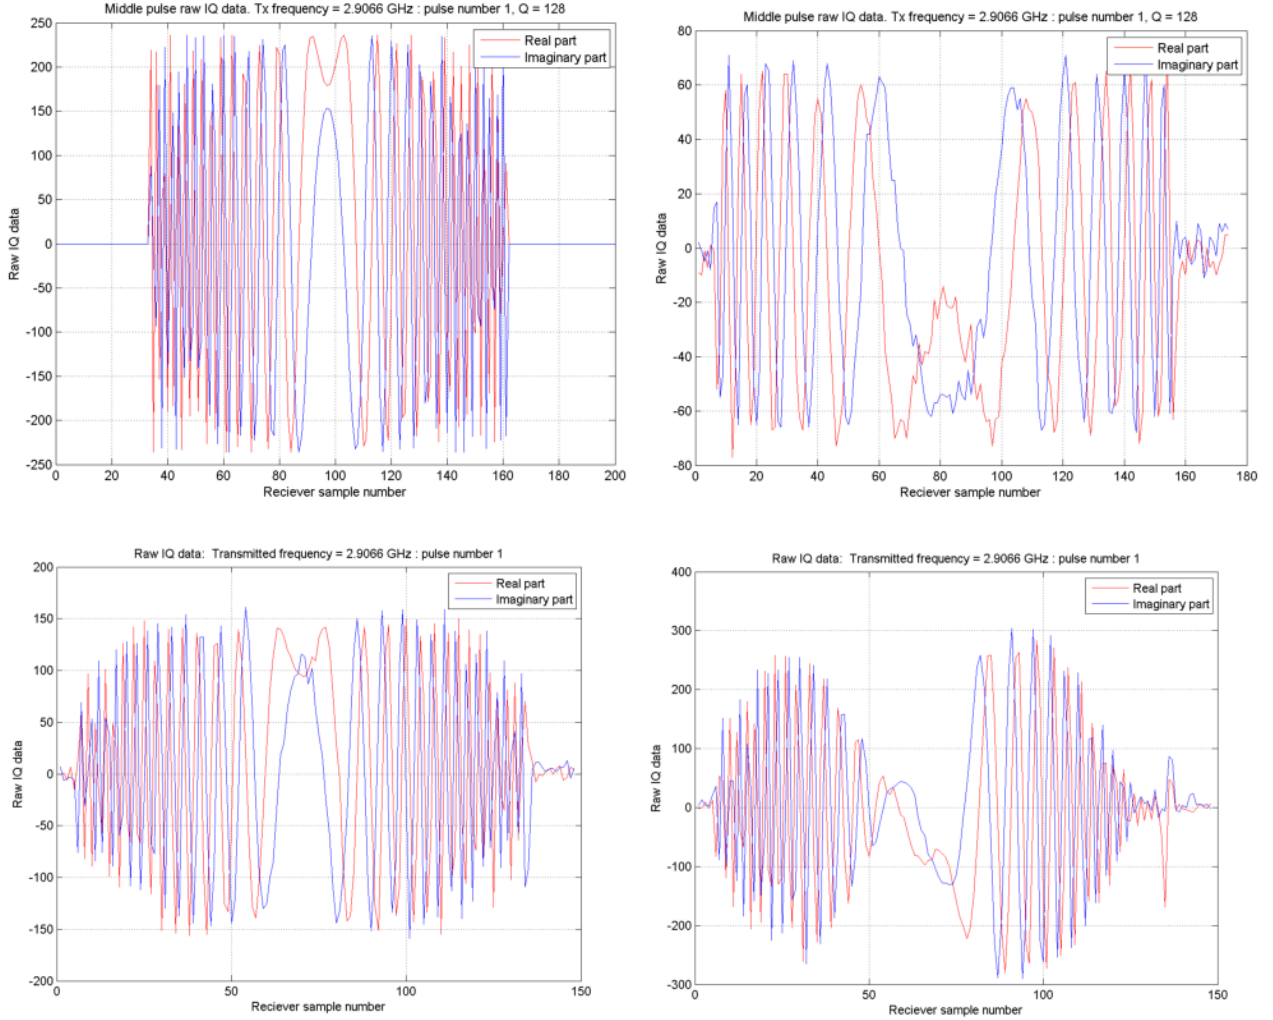 Middle pulse raw IQ data. Tx frequency = 2.9066 GHz : pulse number 1, Q = 128
250
200
150
100
50
0
-50
-100
-150
-200
-250
Raw IQ data
Real part
Imaginary part
0 20 40 60 80 100 120 140 160 180 200
Reciever sample number
Middle pulse raw IQ data. Tx frequency = 2.9066 GHz : pulse number 1, Q = 128
80
60
40
20
0
-20
-40
-60
-80
Raw IQ data
Real part
Imaginary part
0 20 40 60 80 100 120 140 160 180
Reciever sample number
Raw IQ data: Transmitted frequency = 2.9066 GHz : pulse number 1
200
150
100
50
0
-50
-100
-150
-200
Raw IQ data
Real part
Imaginary part
0 50 100 150
Reciever sample number
Raw IQ data: Transmitted frequency = 2.9066 GHz : pulse number 1
400
300
200
100
0
-100
-200
-300
Raw IQ data
Real part
Imaginary part
0 50 100 150
Reciever sample number